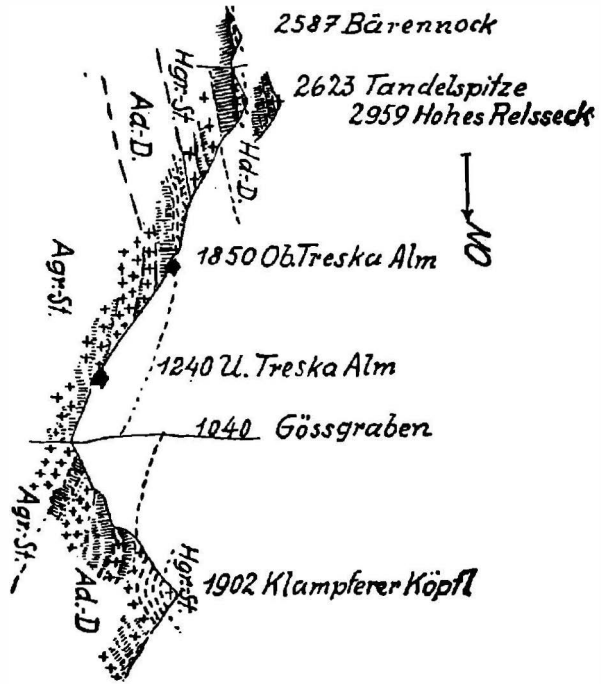 2587 Bärennock
2623 Tandelspitze
2959 Hohes Relsseck
Hgr.-St.
Ad.-D.
Hd.-D.
NO
1850 Ob. Treska Alm
Agr.-St.
1240 U. Treska Alm
1040 Gössgraben
Agr.-St.
Ad.-D
Hgr.-St.
1902 Klampferer Köpfl